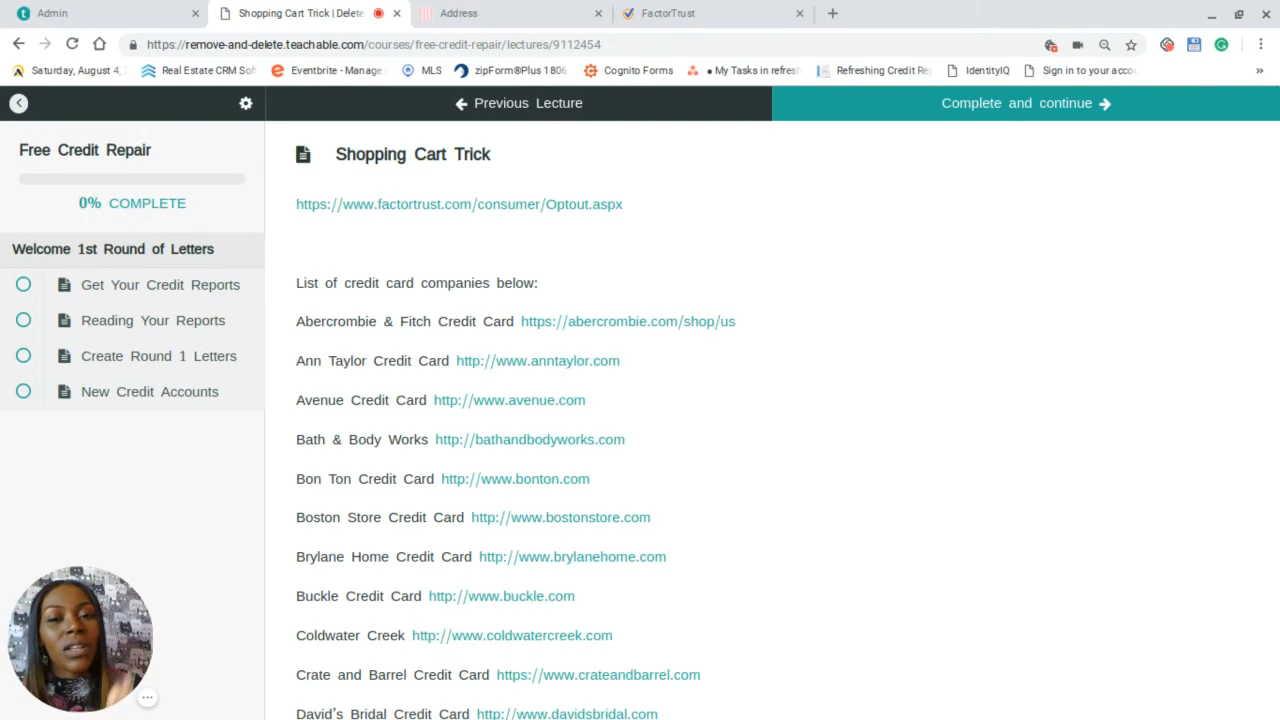 Admin
Shopping Cart Trick | Delete
Address
FactorTrust
https://remove-and-delete.teachable.com/courses/free-credit-repair/lectures/9112454
Saturday, August 4,
Real Estate CRM Sof
Eventbrite - Manage
MLS
zipForm®Plus 1806
Cognito Forms
● My Tasks in refres
Refreshing Credit Re
IdentityIQ
Sign in to your acco
»
Previous Lecture
Complete and continue
Free Credit Repair
0% COMPLETE
Welcome 1st Round of Letters
Get Your Credit Reports
Reading Your Reports
Create Round 1 Letters
New Credit Accounts
Shopping Cart Trick
https://www.factortrust.com/consumer/Optout.aspx
List of credit card companies below:
Abercrombie & Fitch Credit Card https://abercrombie.com/shop/us
Ann Taylor Credit Card http://www.anntaylor.com
Avenue Credit Card http://www.avenue.com
Bath & Body Works http://bathandbodyworks.com
Bon Ton Credit Card http://www.bonton.com
Boston Store Credit Card http://www.bostonstore.com
Brylane Home Credit Card http://www.brylanehome.com
Buckle Credit Card http://www.buckle.com
Coldwater Creek http://www.coldwatercreek.com
Crate and Barrel Credit Card https://www.crateandbarrel.com
David's Bridal Credit Card http://www.davidsbridal.com